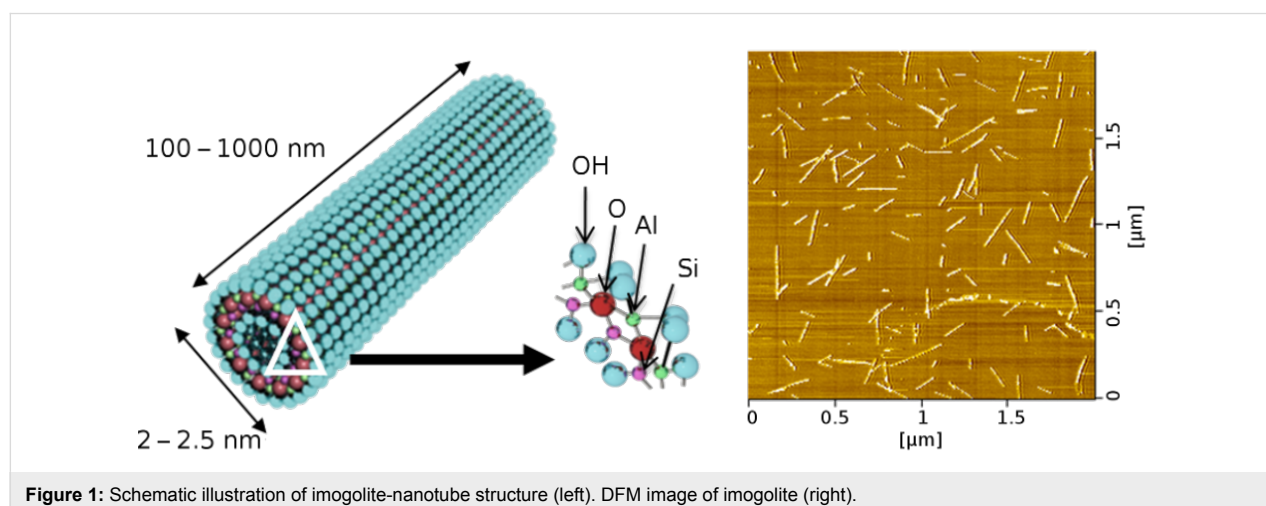 100 – 1000 nm
2 – 2.5 nm
OH
O
Al
Si
0
0.5
1
1.5
[µm]
0
0.5
1
1.5
[µm]
Figure 1: Schematic illustration of imogolite-nanotube structure (left). DFM image of imogolite (right).